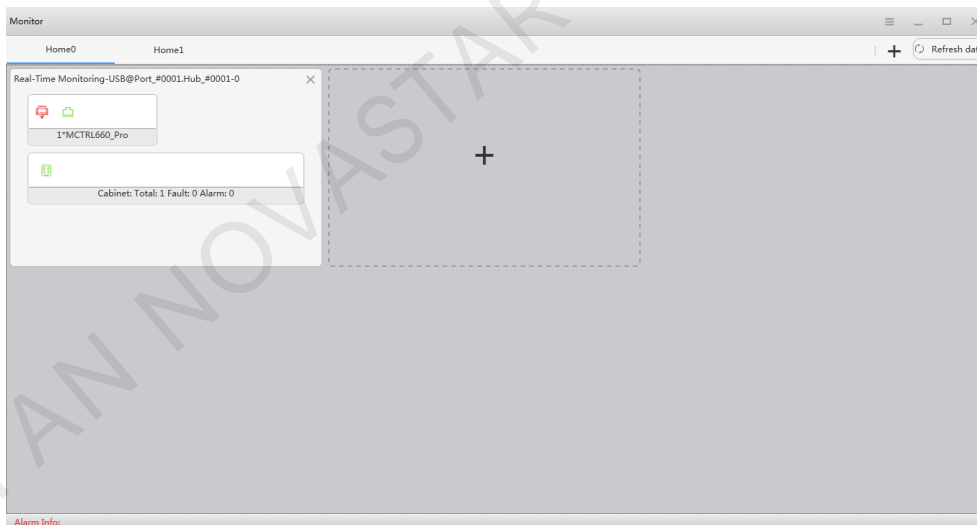 Monitor
Home0
Home1
Refresh dat
Real-Time Monitoring-USB@Port_#0001.Hub_#0001-0
1*MCTRL660_Pro
Cabinet: Total: 1 Fault: 0 Alarm: 0
AN NOVASTAR
Alarm Info: